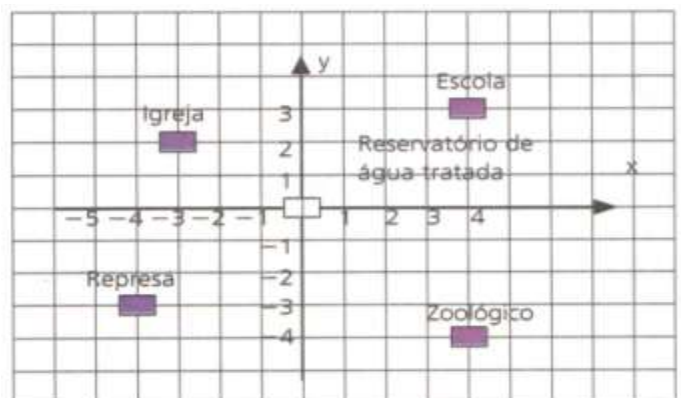 y
Escola
Igreja
3
Reservatório de
2
água tratada
x
1
−5 −4 −3 −2 −1 1 2 3 4
−1
Represa
−2
−3
Zoológico
−4